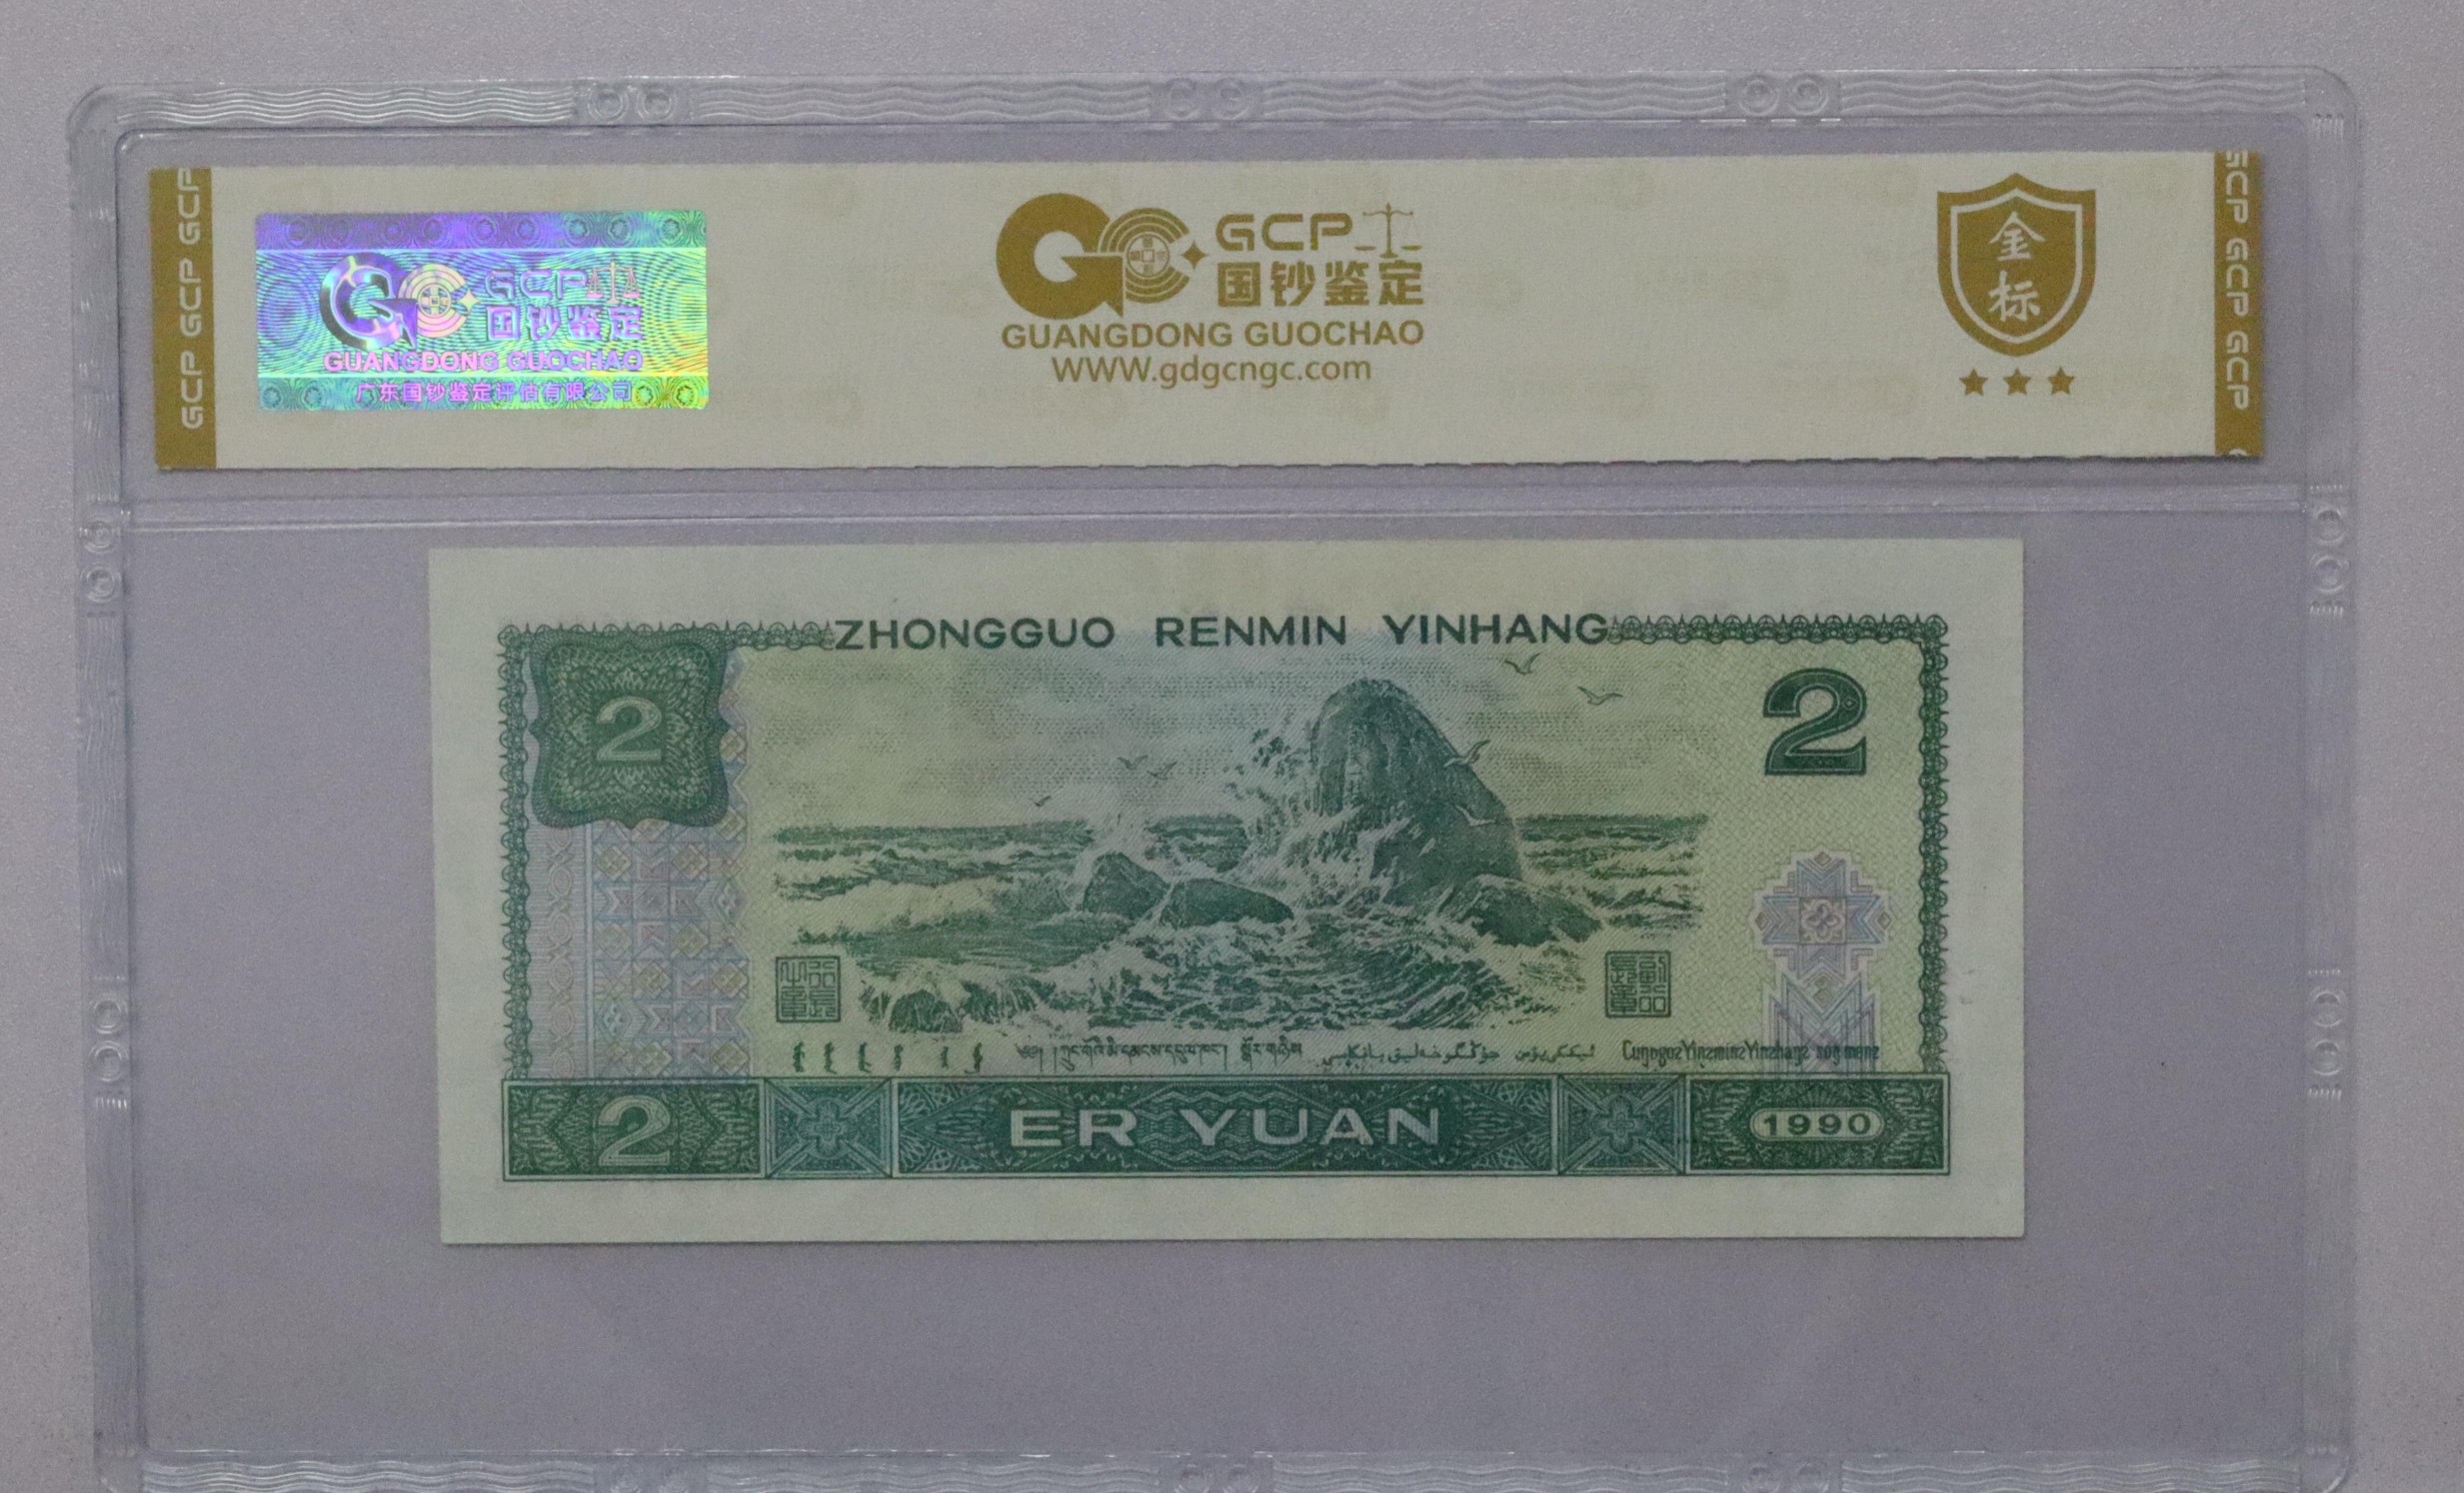 GCP GCP GCP
GCP
国钞鉴定
GUANGDONG GUOCHAO
广东国钞鉴定评估有限公司
GCP
国钞鉴定
GUANGDONG GUOCHAO
WWW.gdgcngc.com
金
标
GCP GCP GCP
ZHONGGUO RENMIN YINHANG
2
2
2
ER YUAN
1990